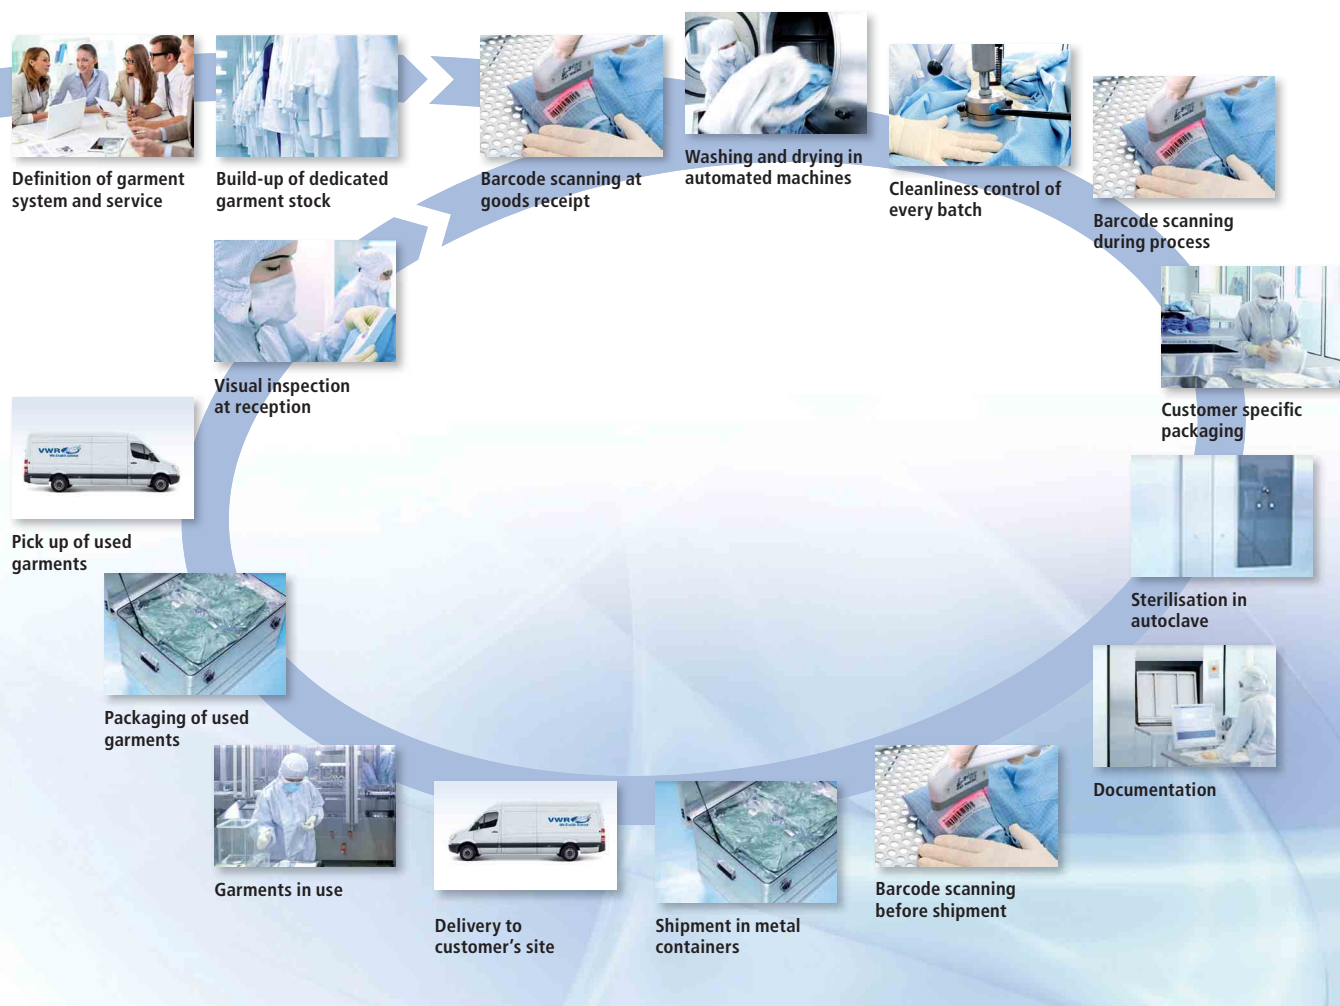 Definition of garment
system and service
Build-up of dedicated
garment stock
Barcode scanning at
goods receipt
Washing and drying in
automated machines
Cleanliness control of
every batch
Barcode scanning
during process
Customer specific
packaging
Sterilisation in
autoclave
Documentation
Barcode scanning
before shipment
Shipment in metal
containers
VWR
Delivery to
customer’s site
Garments in use
Packaging of used
garments
VWR
Pick up of used
garments
Visual inspection
at reception